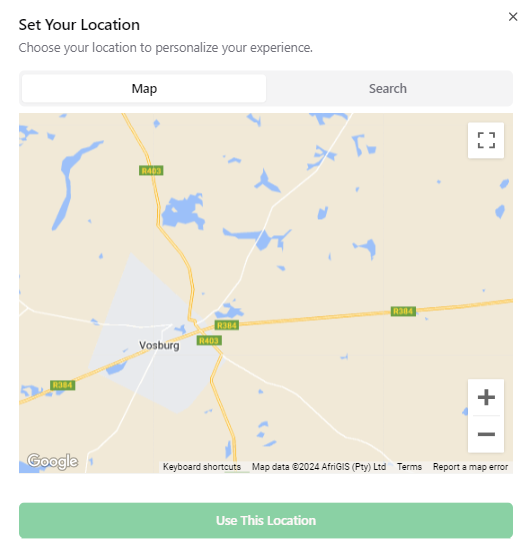 Set Your Location
Choose your location to personalize your experience.
Map
Search
R403
R384
R384
R403
Vosburg
R384
Google
Keyboard shortcuts
Map data ©2024 AfriGIS (Pty) Ltd
Terms
Report a map error
Use This Location